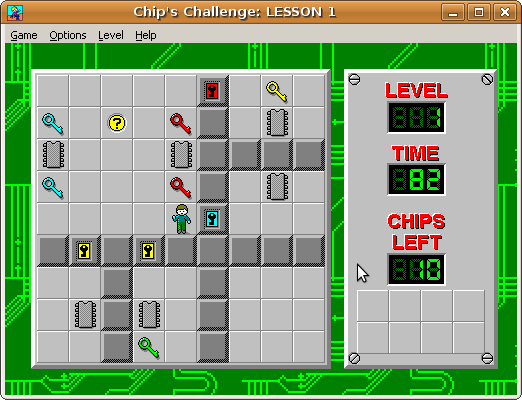 Chip's Challenge: LESSON 1
Game Options Level Help
LEVEL
1
TIME
82
CHIPS
LEFT
10
?